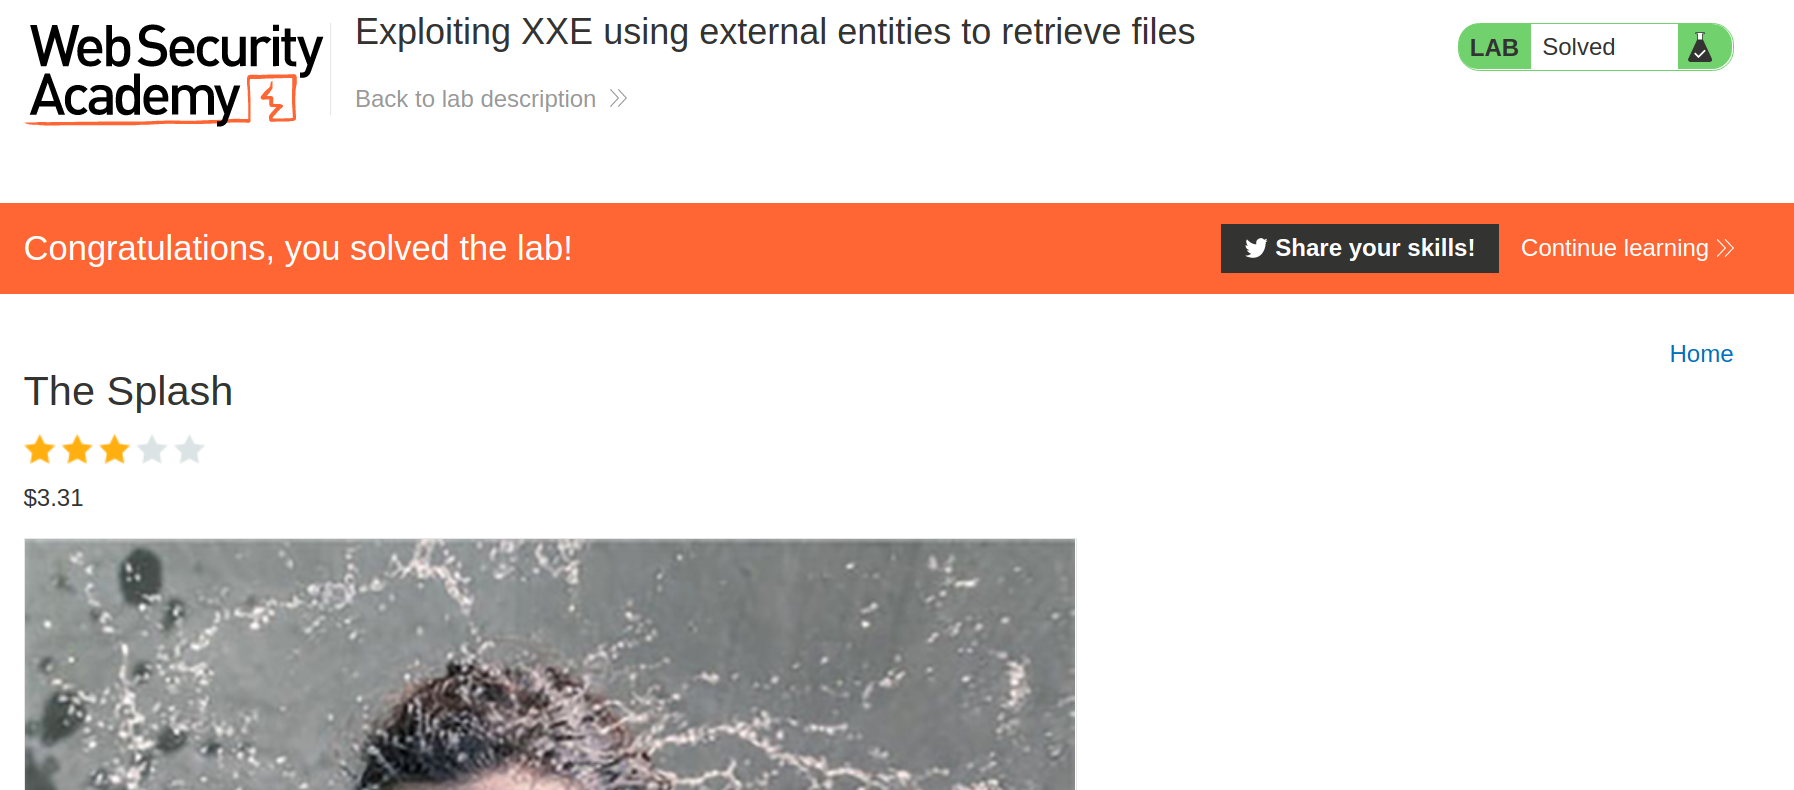 Web Security
Academy
Exploiting XXE using external entities to retrieve files
Back to lab description
LAB Solved
Congratulations, you solved the lab!
Share your skills!
Continue learning
Home
The Splash
$3.31